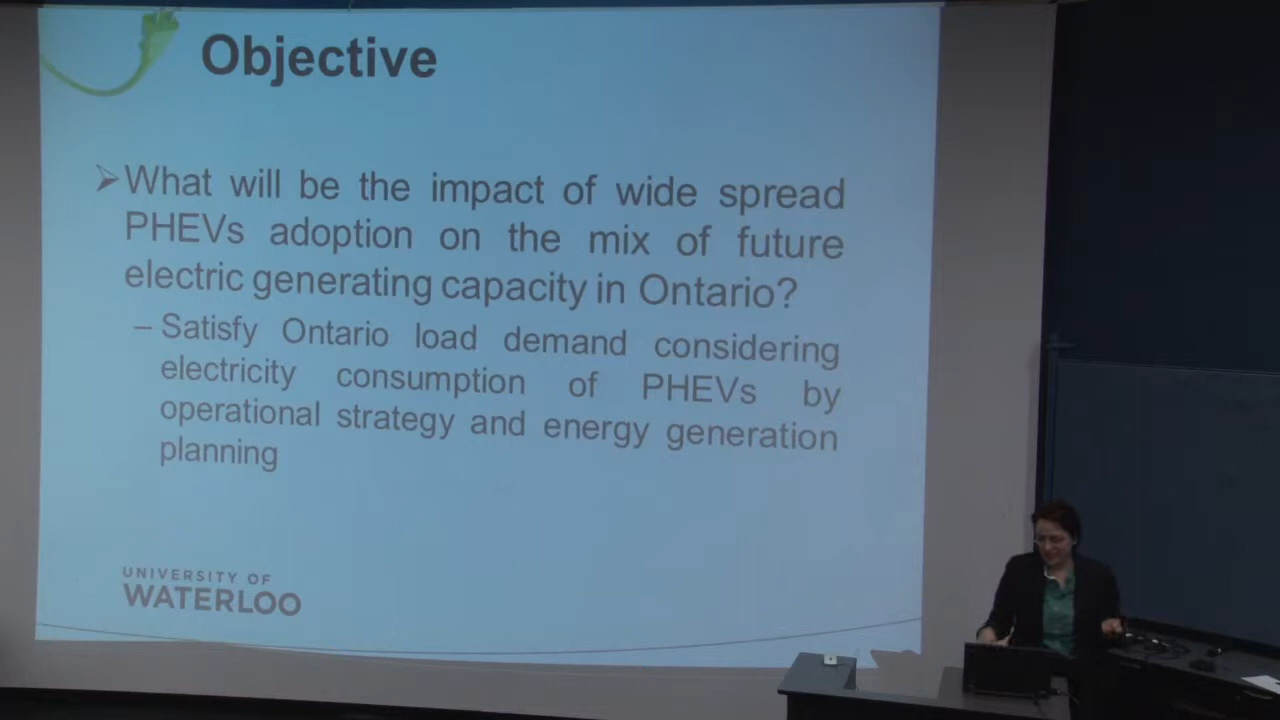 Objective
➢What will be the impact of wide spread
PHEVs adoption on the mix of future
electric generating capacity in Ontario?
– Satisfy Ontario load demand considering
electricity consumption of PHEVs by
operational strategy and energy generation
planning
UNIVERSITY OF
WATERLOO